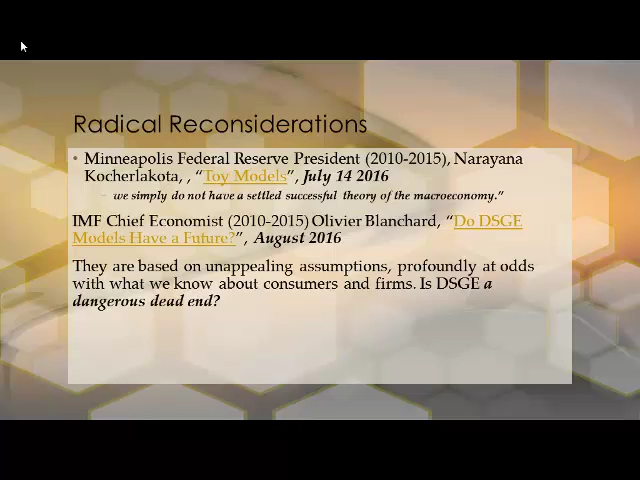 Radical Reconsiderations
• Minneapolis Federal Reserve President (2010-2015), Narayana
Kocherlakota, , “Toy Models”, July 14 2016
– we simply do not have a settled successful theory of the macroeconomy.”
IMF Chief Economist (2010-2015) Olivier Blanchard, “Do DSGE
Models Have a Future?”, August 2016
They are based on unappealing assumptions, profoundly at odds
with what we know about consumers and firms. Is DSGE a
dangerous dead end?